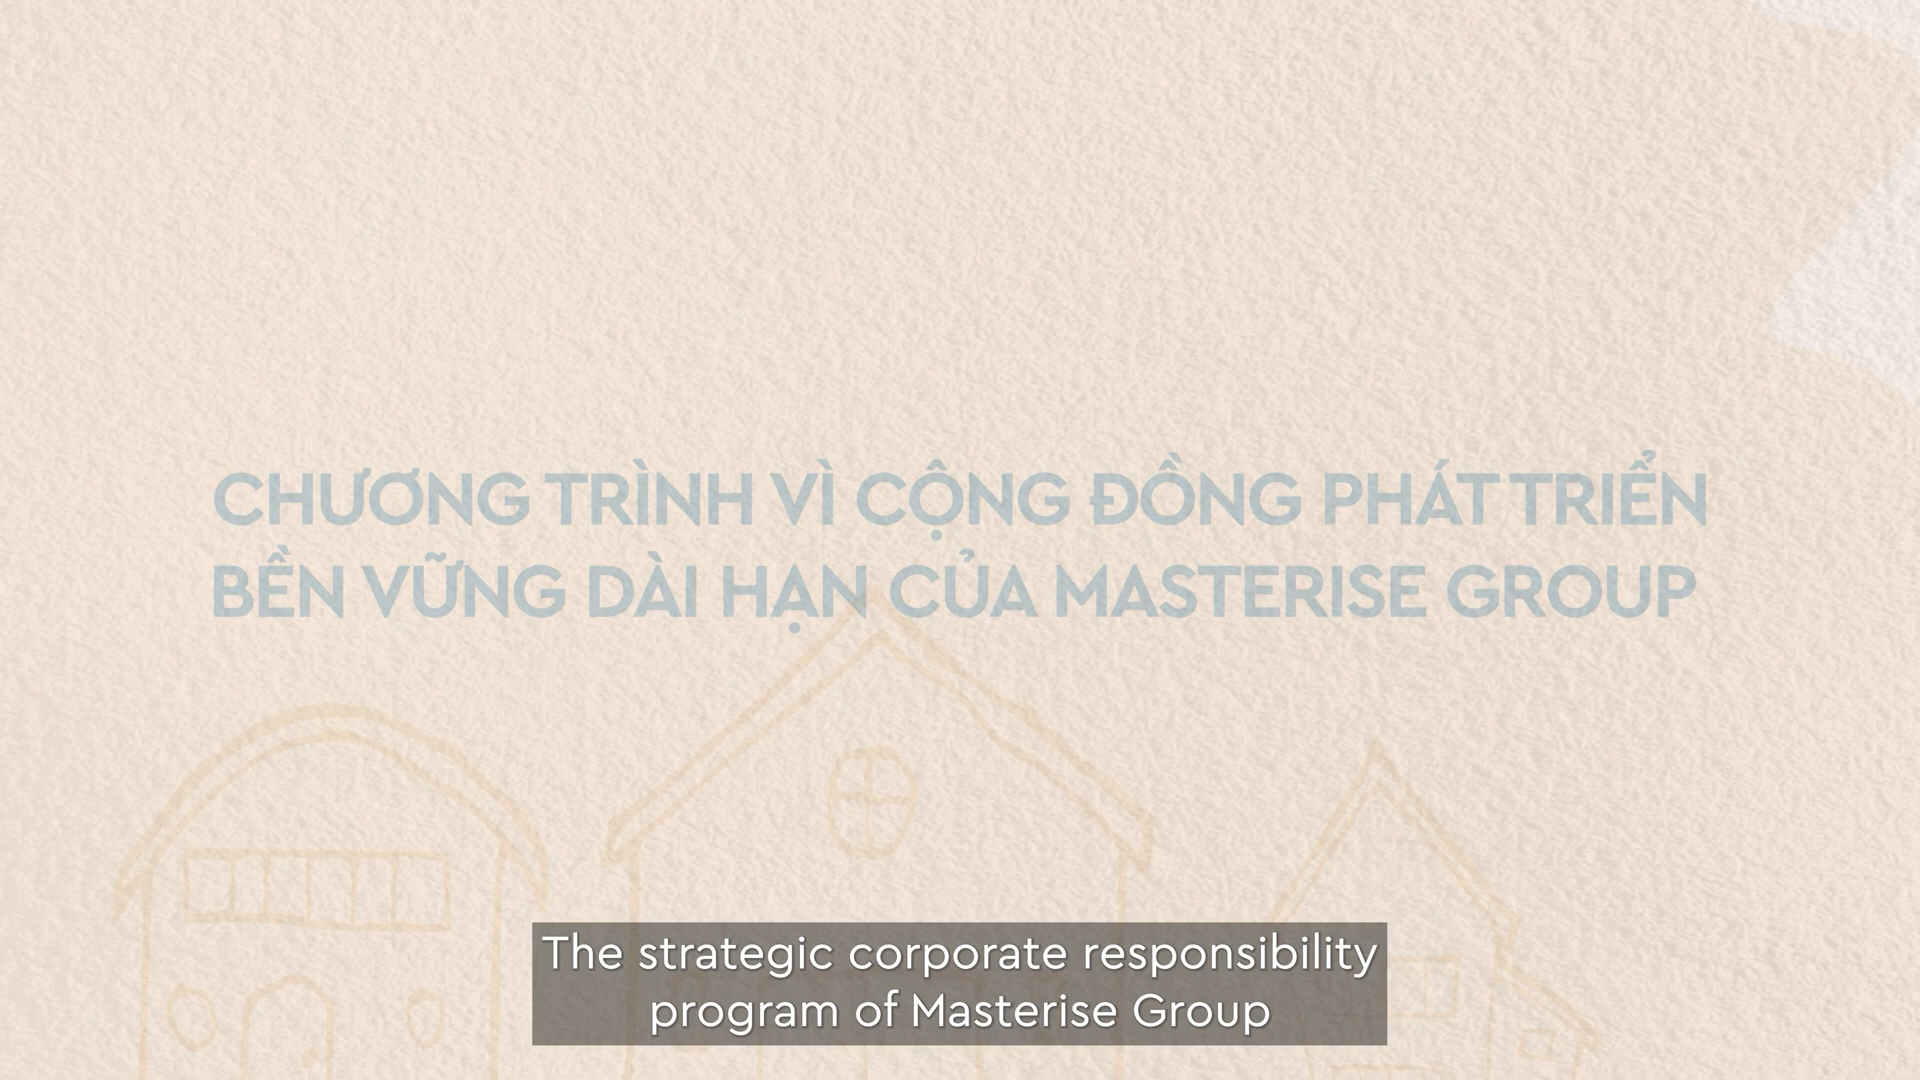 CHƯƠNG TRÌNH VÌ CỘNG ĐỒNG PHÁT TRIỂN
BỀN VỮNG DÀI HẠN CỦA MASTERISE GROUP
The strategic corporate responsibility
program of Masterise Group